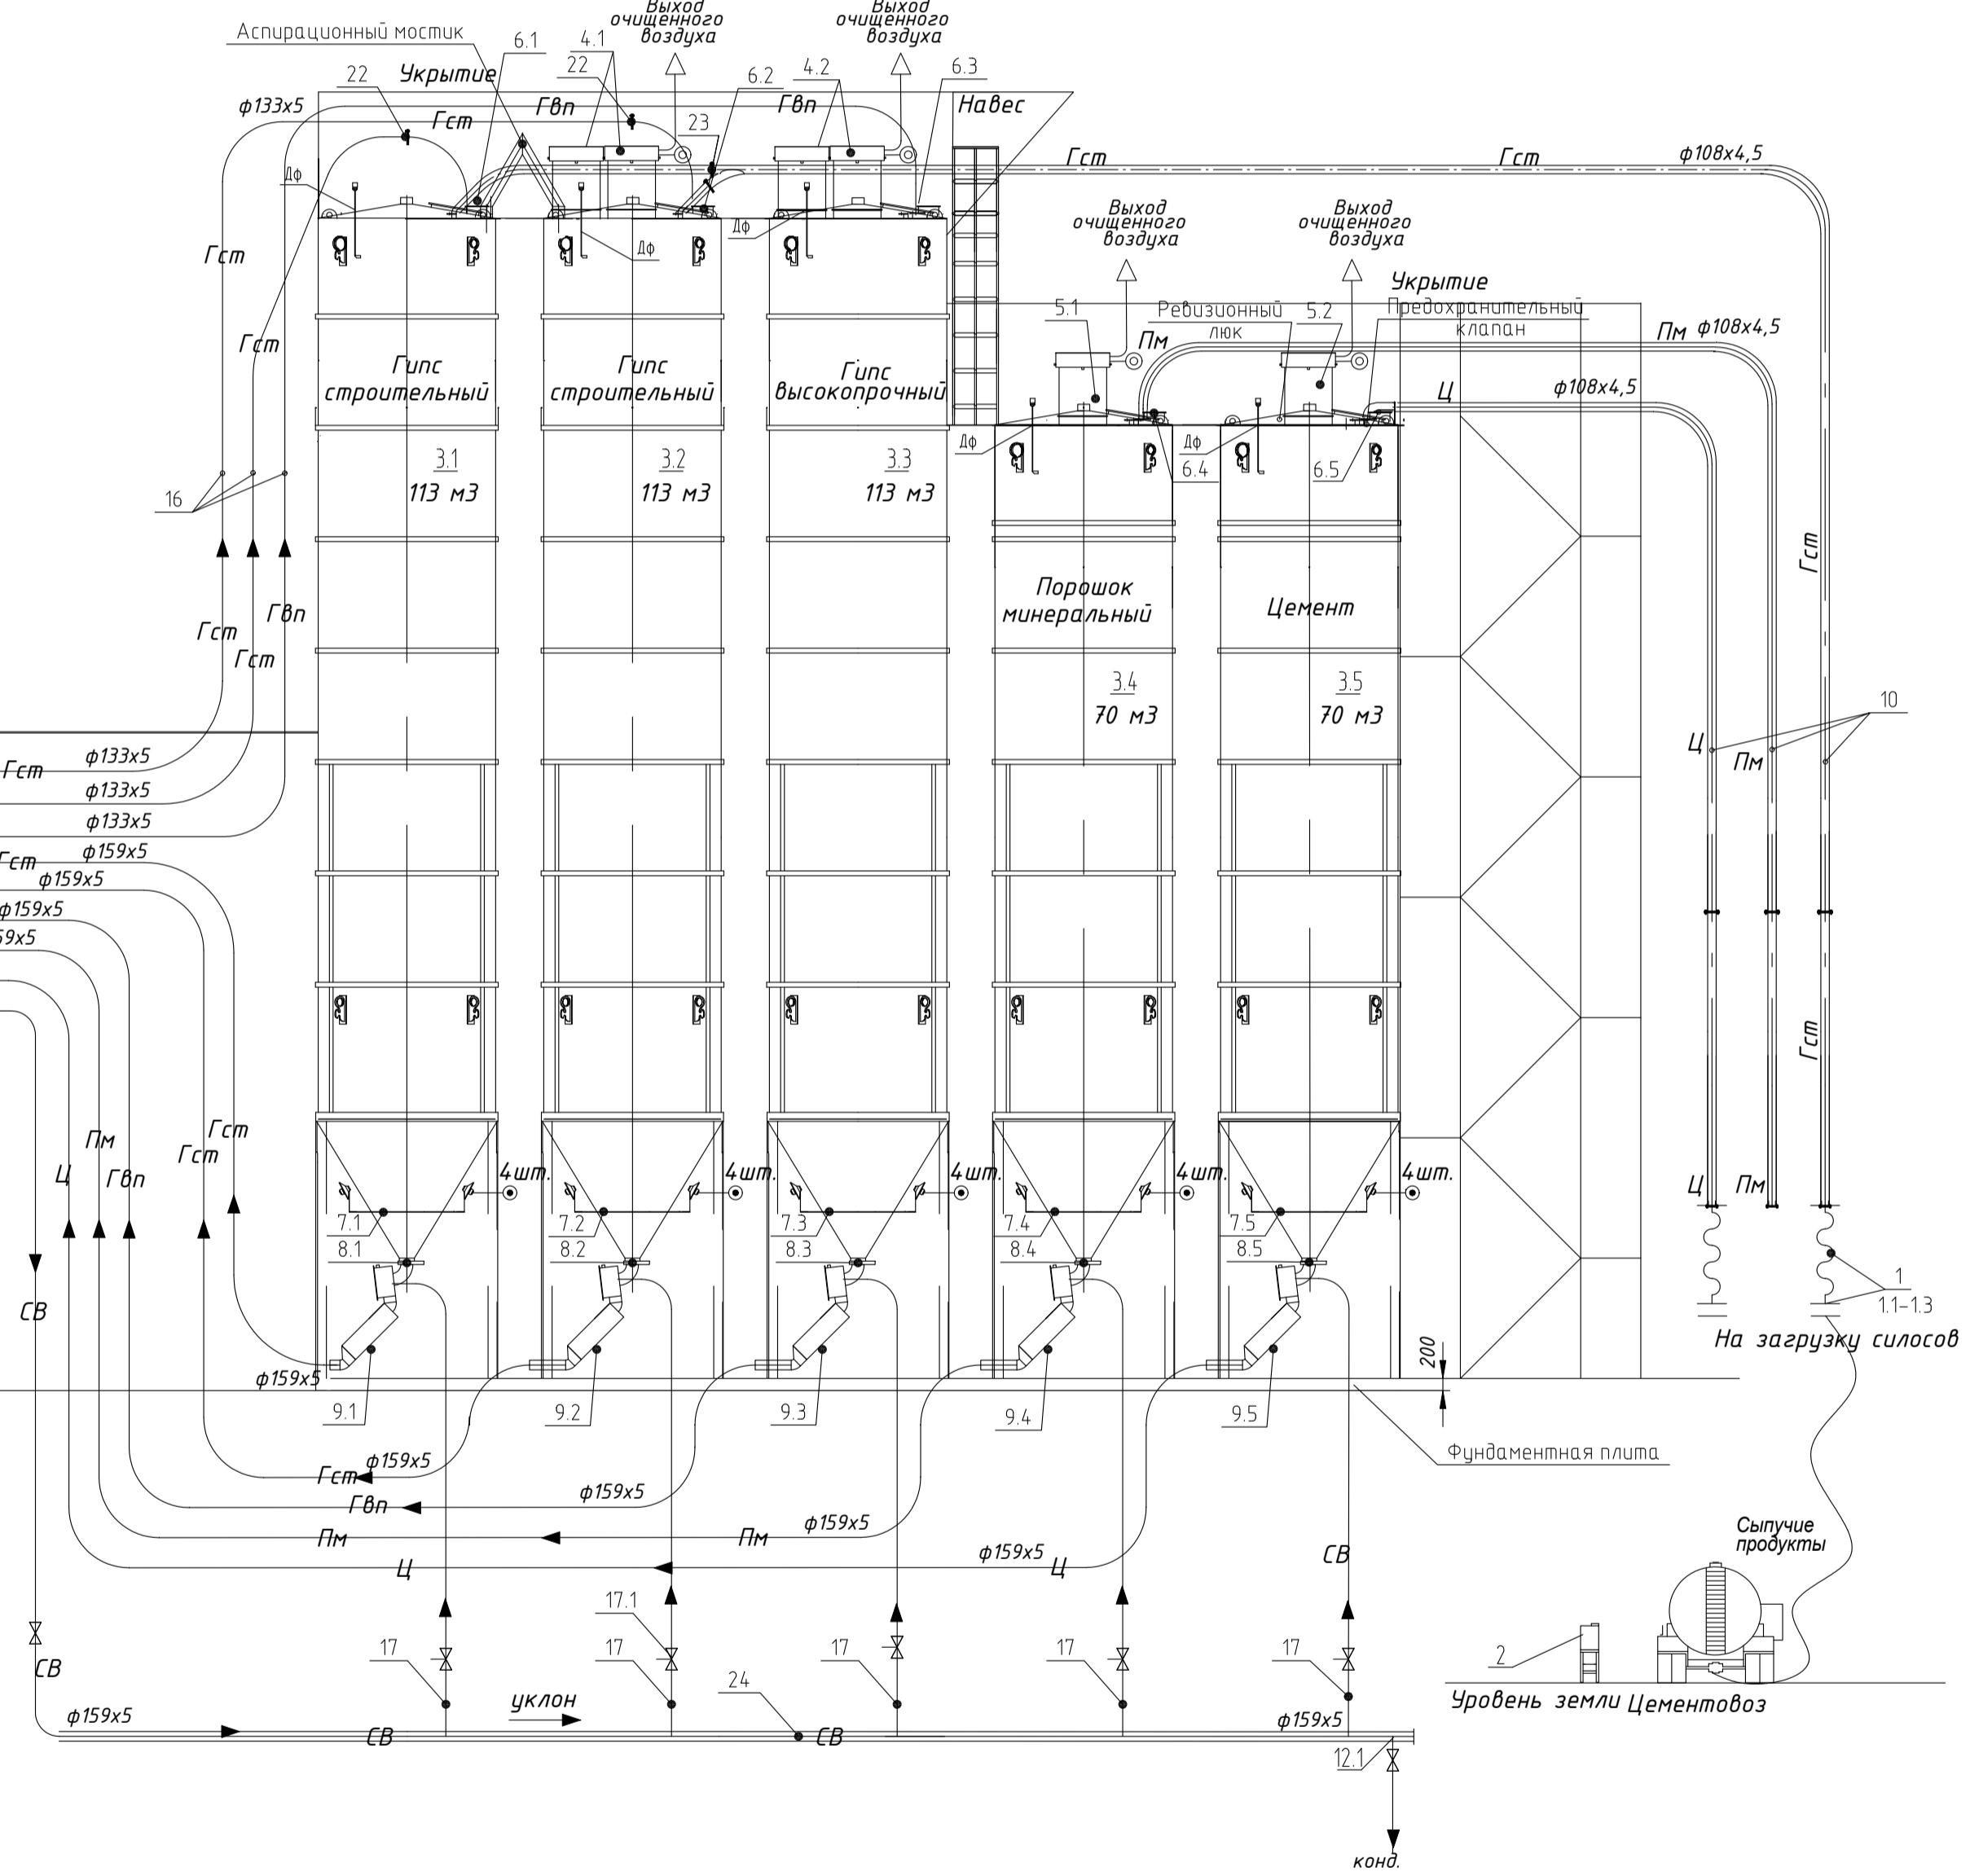 Выход
очищенного
воздуха
Выход
очищенного
воздуха
Аспирационный мостик
6.1
4.1
22
6.2
4.2
6.3
22
Укрытие
ф133х5
Гст
Гвп
23
Гвп
Навес
Гст
Гст
ф108х4,5
Дф
Дф
Дф
Гст
Выход
очищенного
воздуха
Выход
очищенного
воздуха
Укрытие
5.1
Ревизионный
люк
5.2
Предохранительный
клапан
Пм
Пм
ф108х4,5
Гст
Гипс
строительный
Гипс
строительный
Гипс
высокопрочный
Ц
ф108х4,5
Дф
6.4
Дф
6.5
3.1
113 м3
3.2
113 м3
3.3
113 м3
16
Гст
Гст
Гвп
Гст
Порошок
минеральный
Цемент
3.4
70 м3
3.5
70 м3
10
Ц
Пм
Гст
ф133х5
ф133х5
ф133х5
Гст
ф159х5
ф159х5
ф159х5
59х5
Гст
Ц
Пм
Гвп
Гст
Гст
4шт.
4шт.
4шт.
4шт.
4шт.
Ц
Пм
7.1
8.1
7.2
8.2
7.3
8.3
7.4
8.4
7.5
8.5
1
1.1-1.3
На загрузку силосов
СВ
200
ф159х5
9.1
9.2
9.3
9.4
9.5
Фундаментная плита
Гст
ф159х5
Гвп
ф159х5
Пм
Пм
ф159х5
Ц
ф159х5
Ц
СВ
Сыпучие
продукты
17.1
17
17
17
17
17
2
СВ
24
уклон
Уровень земли
Цементовоз
ф159х5
СВ
СВ
ф159х5
12.1
конд.